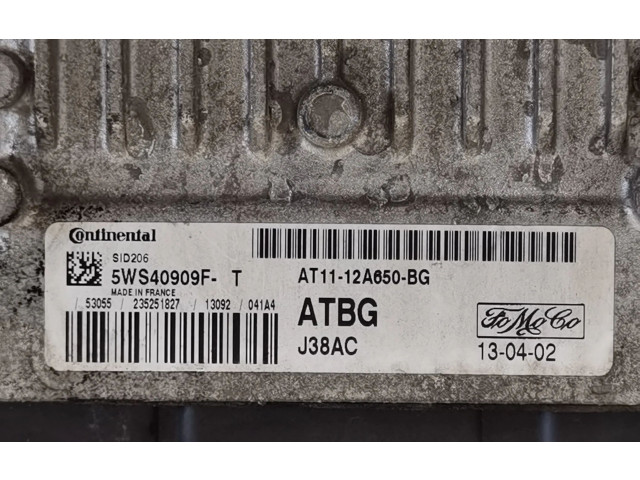 Continental
SID206
5WS40909F- T
MADE IN FRANCE
/ 53055 / 235251827 / 13092 / 041A4
AT11-12A650-BG
ATBG
J38AC
FoMoCo
13-04-02